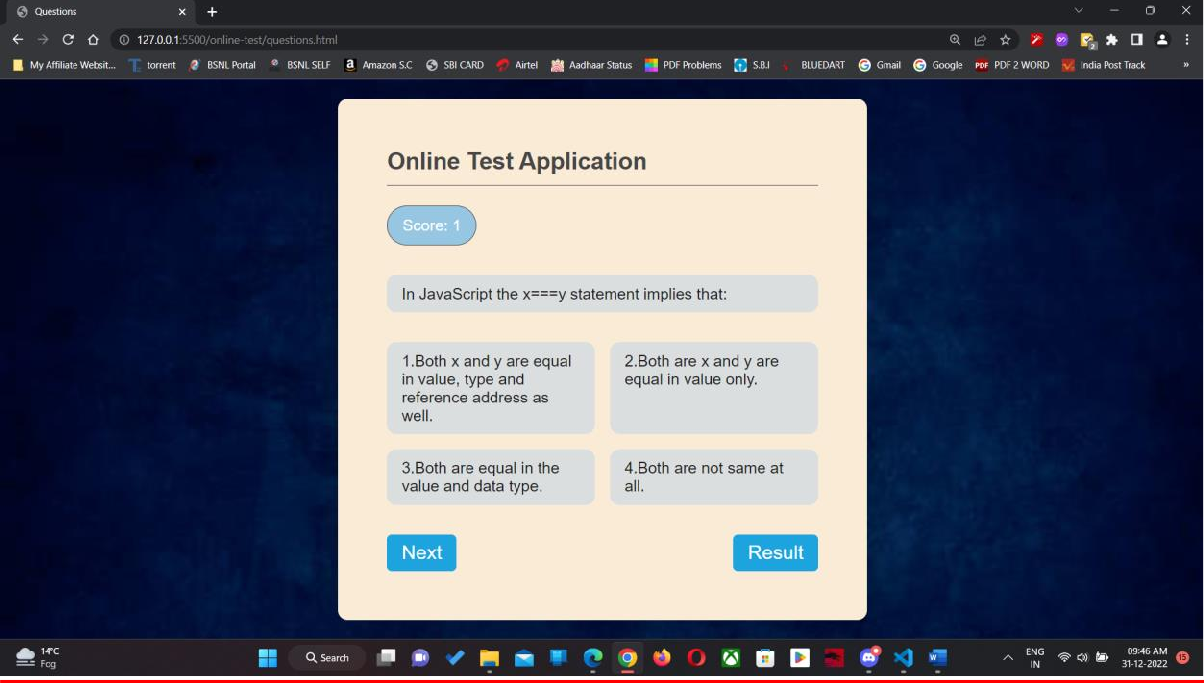 Questions
127.0.0.1:5500/online-test/questions.html
2
My Affiliate Websit... torrent BSNL Portal BSNL SELF Amazon S.C SBI CARD Airtel Aadhaar Status PDF Problems S.B.I BLUEDART Gmail Google PDF 2 WORD India Post Track »
Online Test Application
Score: 1
In JavaScript the x===y statement implies that:
1.Both x and y are equal
in value, type and
reference address as
well.
2.Both are x and y are
equal in value only.
3.Both are equal in the
value and data type.
4.Both are not same at
all.
Next Result
14°C
Fog
Search
ENG
IN
09:46 AM
31-12-2022
15